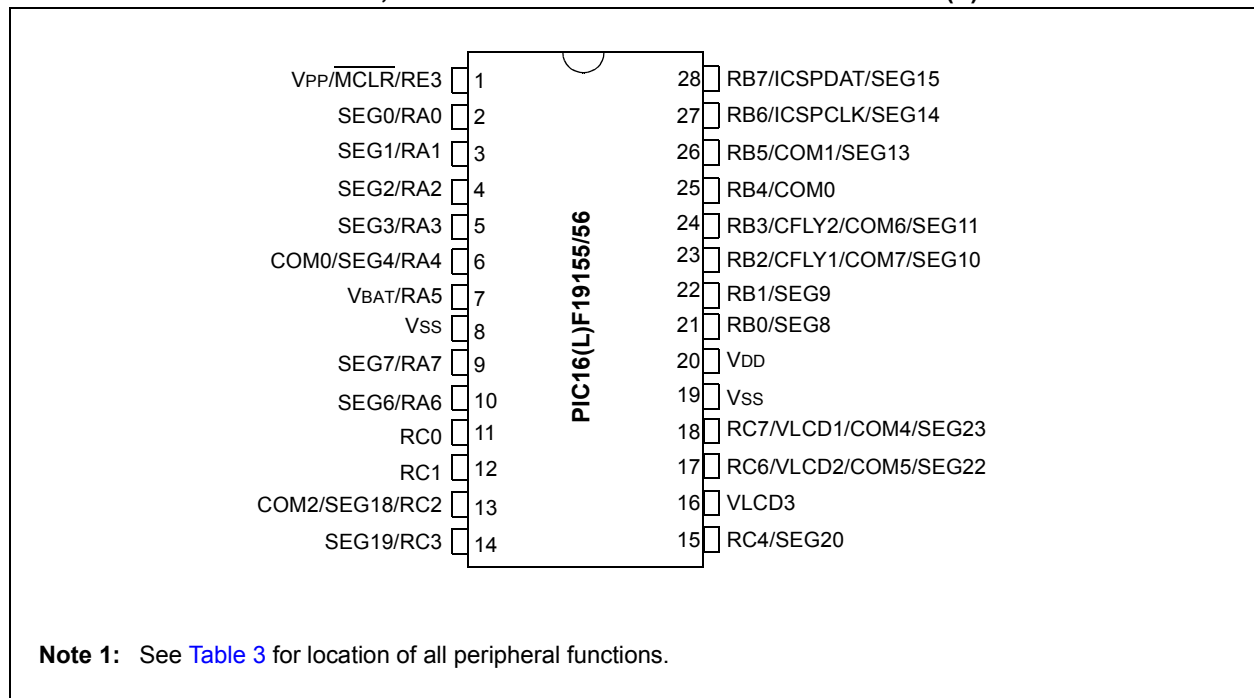 VPP/MCLR/RE3 1 28 RB7/ICSPDAT/SEG15
SEG0/RA0 2 27 RB6/ICSPCLK/SEG14
SEG1/RA1 3 26 RB5/COM1/SEG13
SEG2/RA2 4 25 RB4/COM0
SEG3/RA3 5 24 RB3/CFLY2/COM6/SEG11
COM0/SEG4/RA4 6 23 RB2/CFLY1/COM7/SEG10
VBAT/RA5 7 22 RB1/SEG9
VSS 8 21 RB0/SEG8
SEG7/RA7 9 20 VDD
SEG6/RA6 10 19 VSS
RC0 11 18 RC7/VLCD1/COM4/SEG23
RC1 12 17 RC6/VLCD2/COM5/SEG22
COM2/SEG18/RC2 13 16 VLCD3
SEG19/RC3 14 15 RC4/SEG20
PIC16(L)F19155/56
Note 1: See Table 3 for location of all peripheral functions.